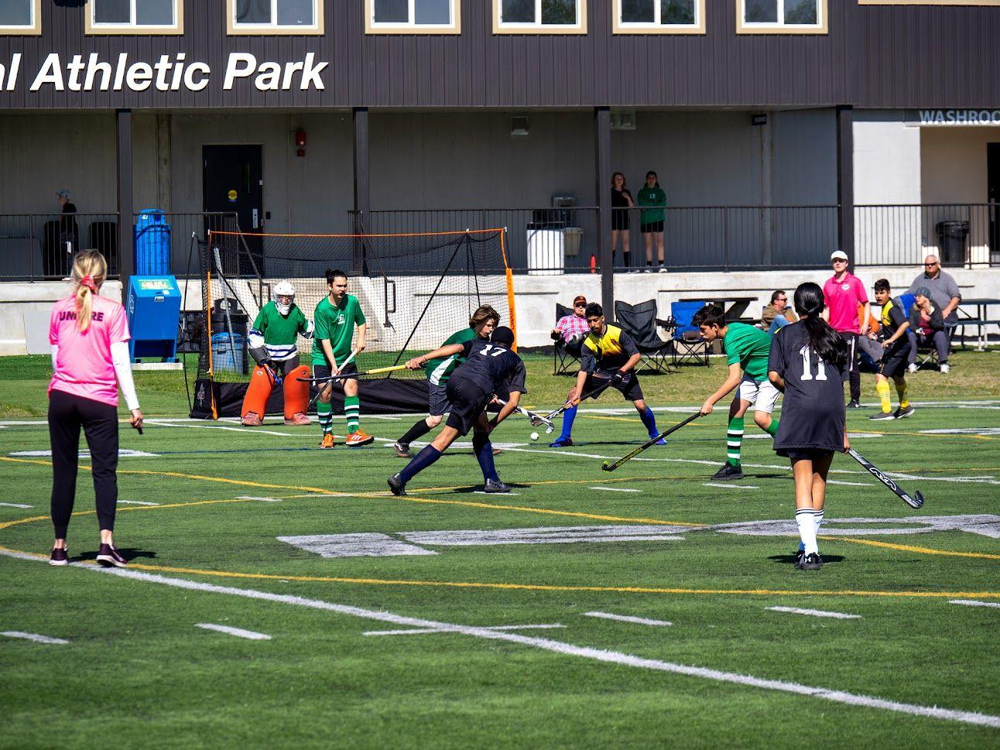 al Athletic Park
WASHROO
UMPIRE
17
11